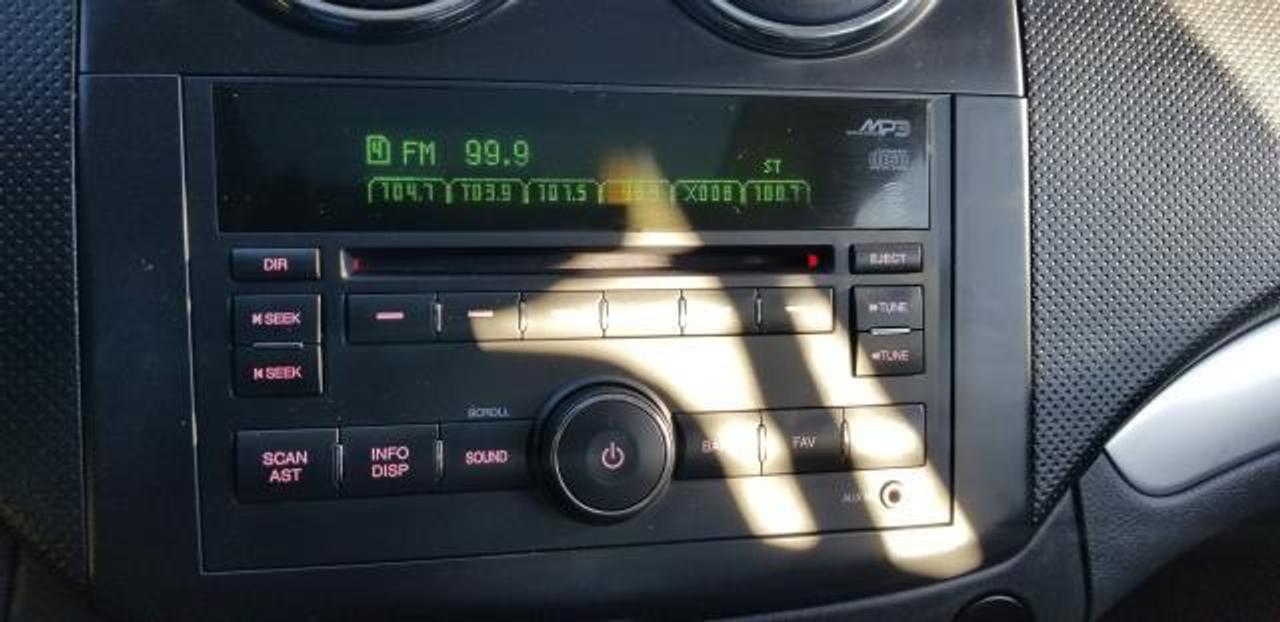 MP3
4 FM 99.9
ST
104.7 103.9 101.5 X008 100.7
DIR
EJECT
SEEK
TUNE
SEEK
TUNE
SCROLL
SCAN
AST
INFO
DISP
SOUND
FAV
AUX